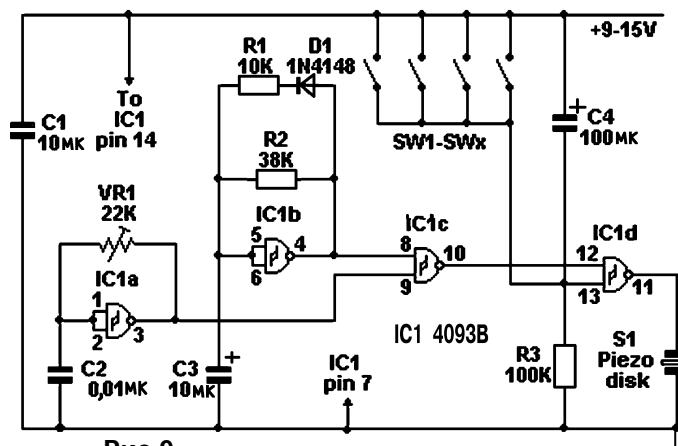 +9-15V
R1
10K
D1
1N4148
To
IC1
pin 14
C1
10мк
C4
100мк
+
SW1-SWx
R2
38K
VR1
22K
IC1b
5
4
6
IC1c
8
10
9
IC1d
12
11
13
IC1a
1
3
2
IC1 4093B
C2
0,01мк
C3
10мк
+
IC1
pin 7
R3
100K
S1
Piezo
disk